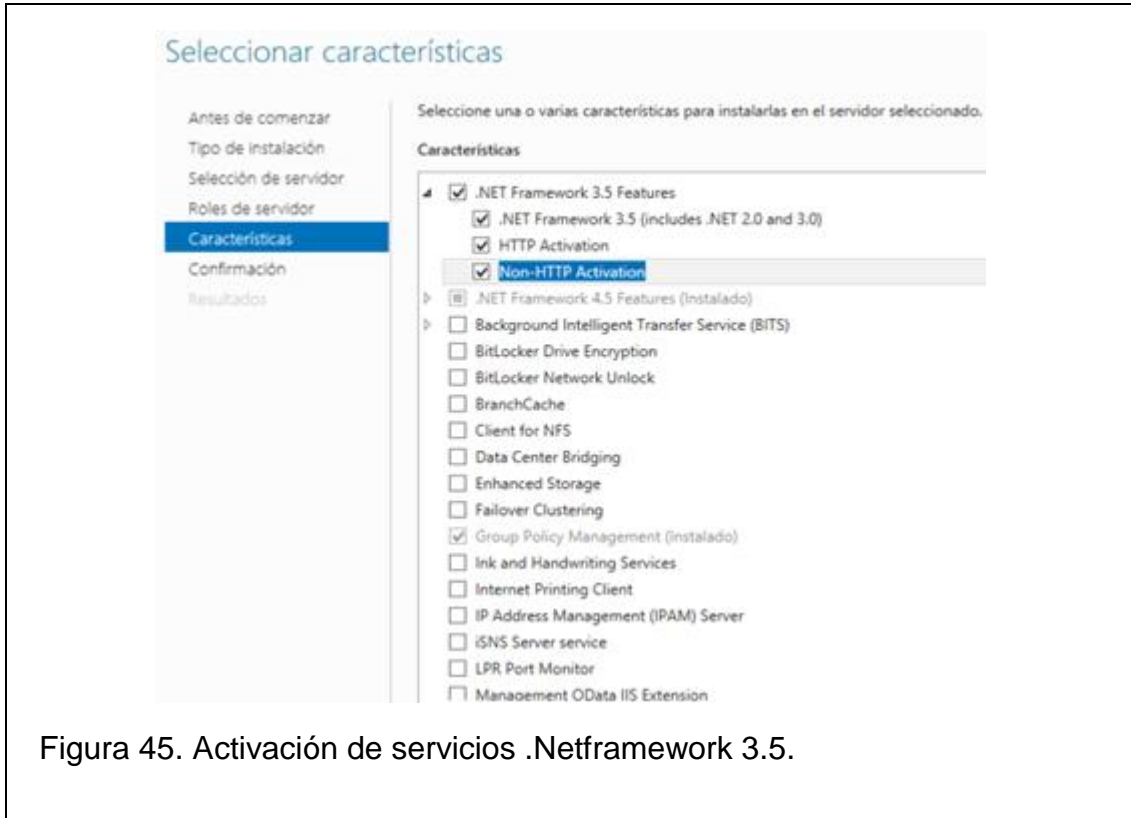 Seleccionar características
Antes de comenzar
Tipo de instalación
Selección de servidor
Roles de servidor
Características
Confirmación
Resultados
Seleccione una o varias características para instalarlas en el servidor seleccionado.
Características
.NET Framework 3.5 Features
.NET Framework 3.5 (includes .NET 2.0 and 3.0)
HTTP Activation
Non-HTTP Activation
.NET Framework 4.5 Features (Instalado)
Background Intelligent Transfer Service (BITS)
BitLocker Drive Encryption
BitLocker Network Unlock
BranchCache
Client for NFS
Data Center Bridging
Enhanced Storage
Failover Clustering
Group Policy Management (Instalado)
Ink and Handwriting Services
Internet Printing Client
IP Address Management (IPAM) Server
iSNS Server service
LPR Port Monitor
Management OData IIS Extension
Figura 45. Activación de servicios .Netframework 3.5.